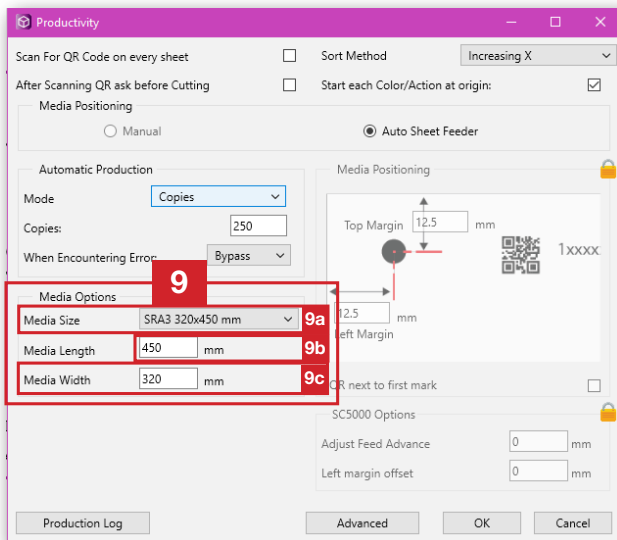 Productivity
Scan For QR Code on every sheet
Sort Method
Increasing X
After Scanning QR ask before Cutting
Start each Color/Action at origin:
Media Positioning
Manual
Auto Sheet Feeder
Automatic Production
Mode
Copies
Copies:
250
When Encountering Error:
Bypass
Media Positioning
Top Margin
12.5
mm
1xxxx
12.5
mm
Left Margin
QR next to first mark
9
Media Options
Media Size
SRA3 320x450 mm
9a
Media Length
450
mm
9b
Media Width
320
mm
9c
SC5000 Options
Adjust Feed Advance
0
mm
Left margin offset
0
mm
Production Log
Advanced
OK
Cancel